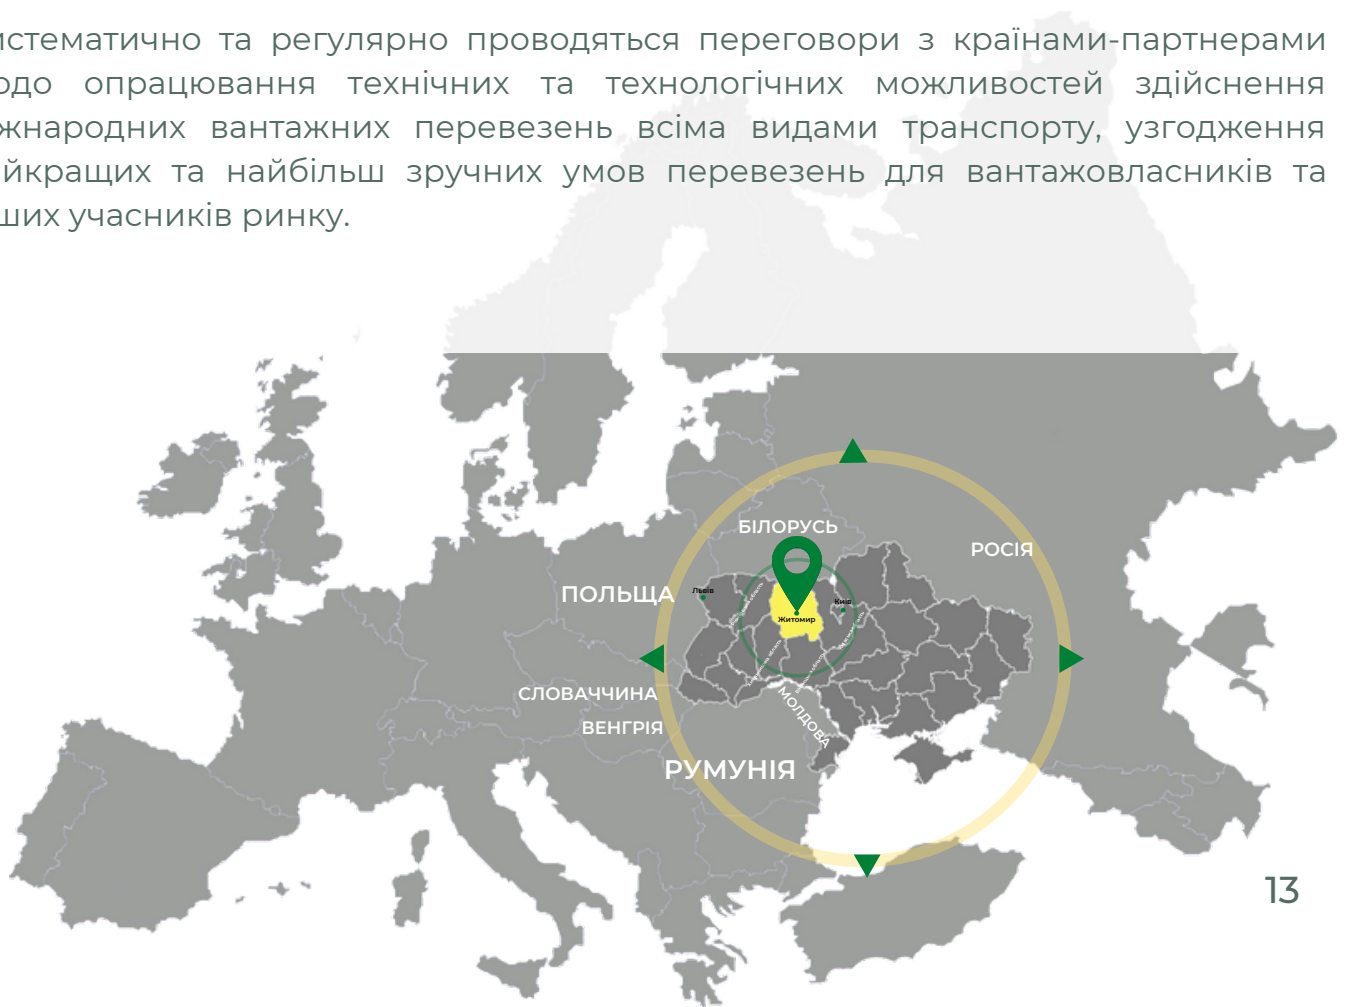 истематично та регулярно проводяться переговори з країнами-партнерами
одо опрацювання технічних та технологічних можливостей здійснення
жнародних вантажних перевезень всіма видами транспорту, узгодження
йкращих та найбільш зручних умов перевезень для вантажовласників та
ших учасників ринку.
БІЛОРУСЬ
РОСІЯ
ПОЛЬЩА
Львів
Київ
Житомир
СЛОВАЧЧИНА
МОЛДОВА
ВЕНГРІЯ
РУМУНІЯ
13